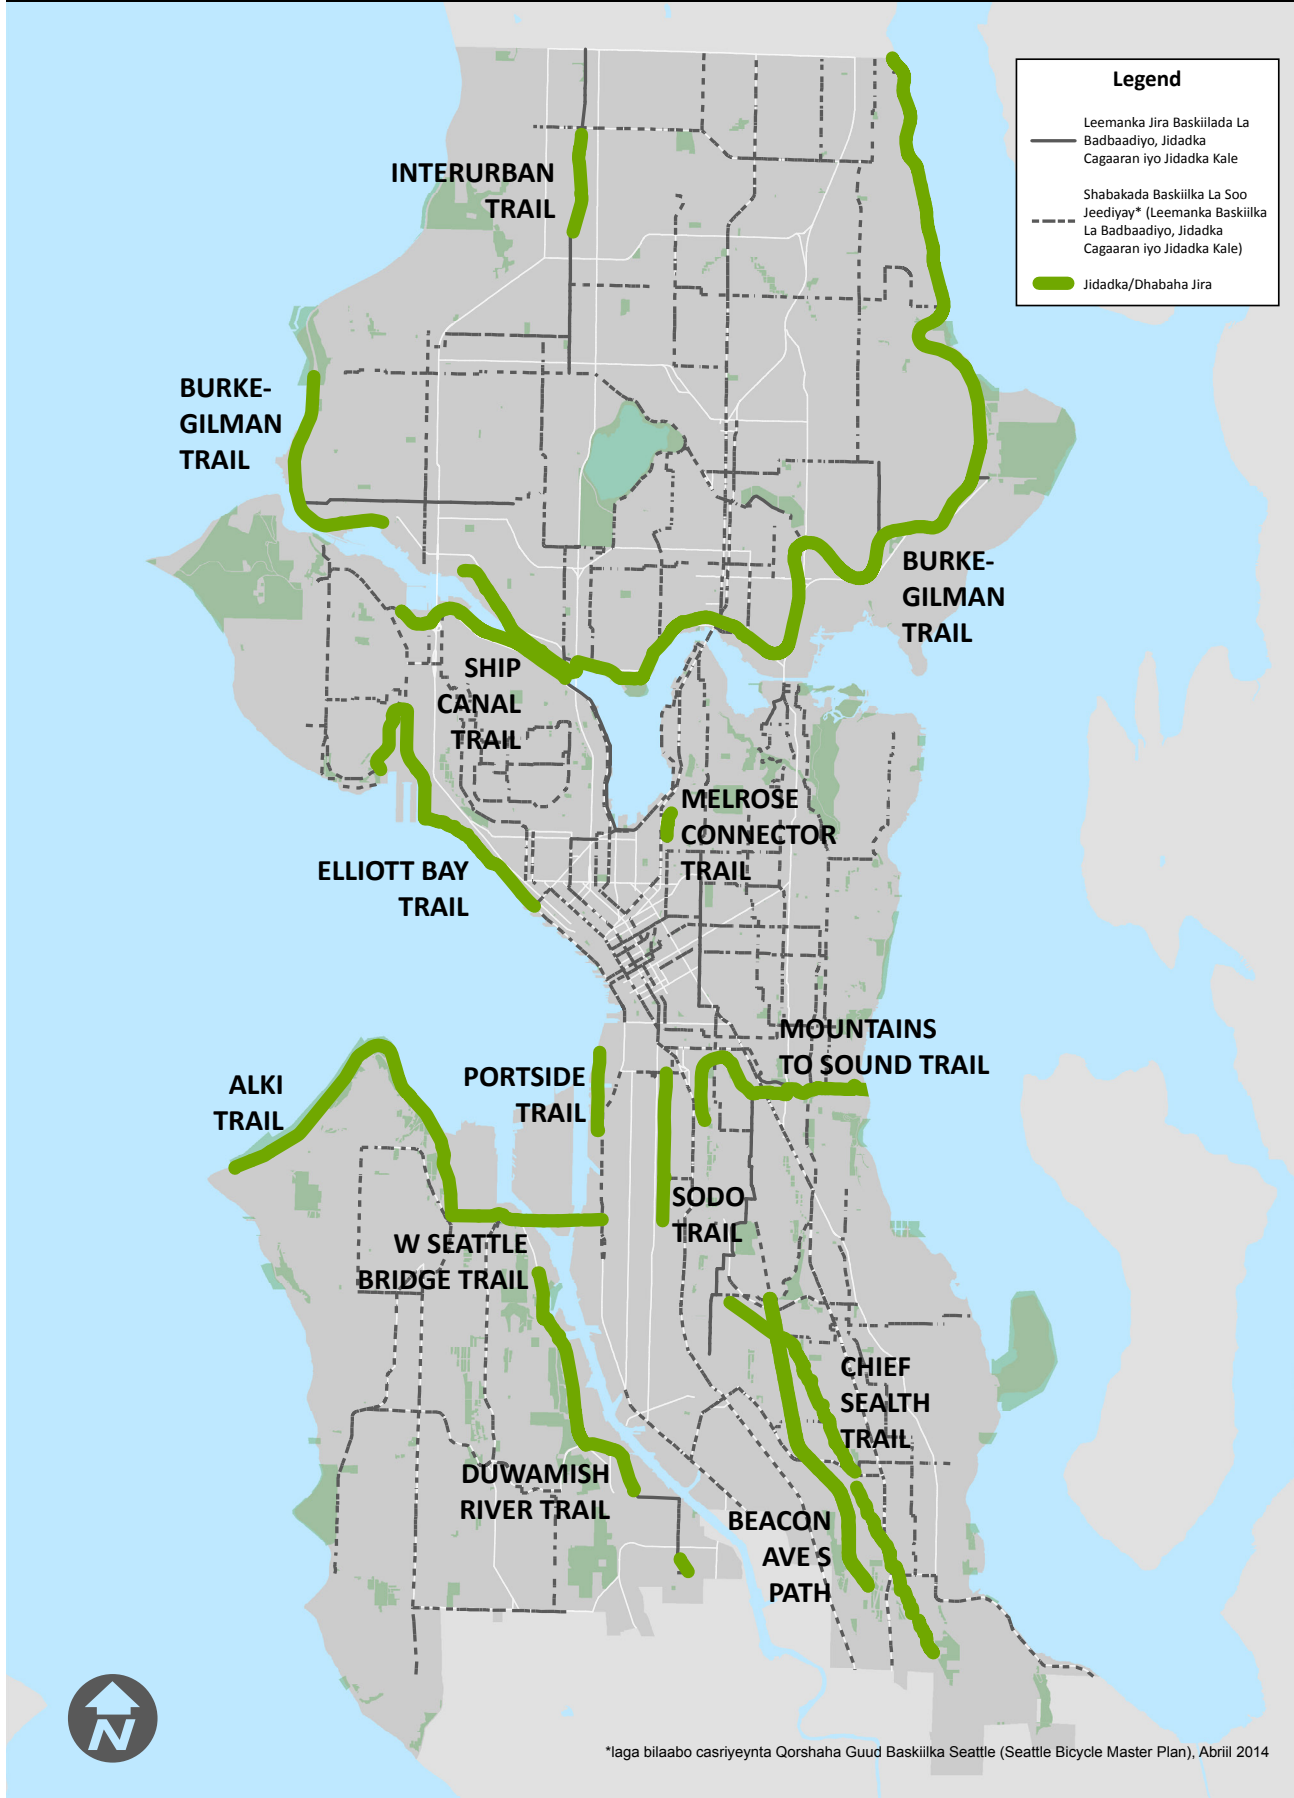 Legend
Leemanka Jira Baskiilada La
Badbaadiyo, Jidadka
Cagaaran iyo Jidadka Kale
Shabakada Baskiilka La Soo
Jeediyay* (Leemanka Baskiilka
La Badbaadiyo, Jidadka
Cagaaran iyo Jidadka Kale)
Jidadka/Dhabaha Jira
INTERURBAN
TRAIL
BURKE-
GILMAN
TRAIL
BURKE-
GILMAN
TRAIL
SHIP
CANAL
TRAIL
MELROSE
CONNECTOR
TRAIL
ELLIOTT BAY
TRAIL
MOUNTAINS
TO SOUND TRAIL
PORTSIDE
TRAIL
ALKI
TRAIL
SODO
TRAIL
W SEATTLE
BRIDGE TRAIL
CHIEF
SEALTH
TRAIL
DUWAMISH
RIVER TRAIL
BEACON
AVE S
PATH
N
*laga bilaabo casriyeynta Qorshaha Guud Baskiilka Seattle (Seattle Bicycle Master Plan), Abriil 2014